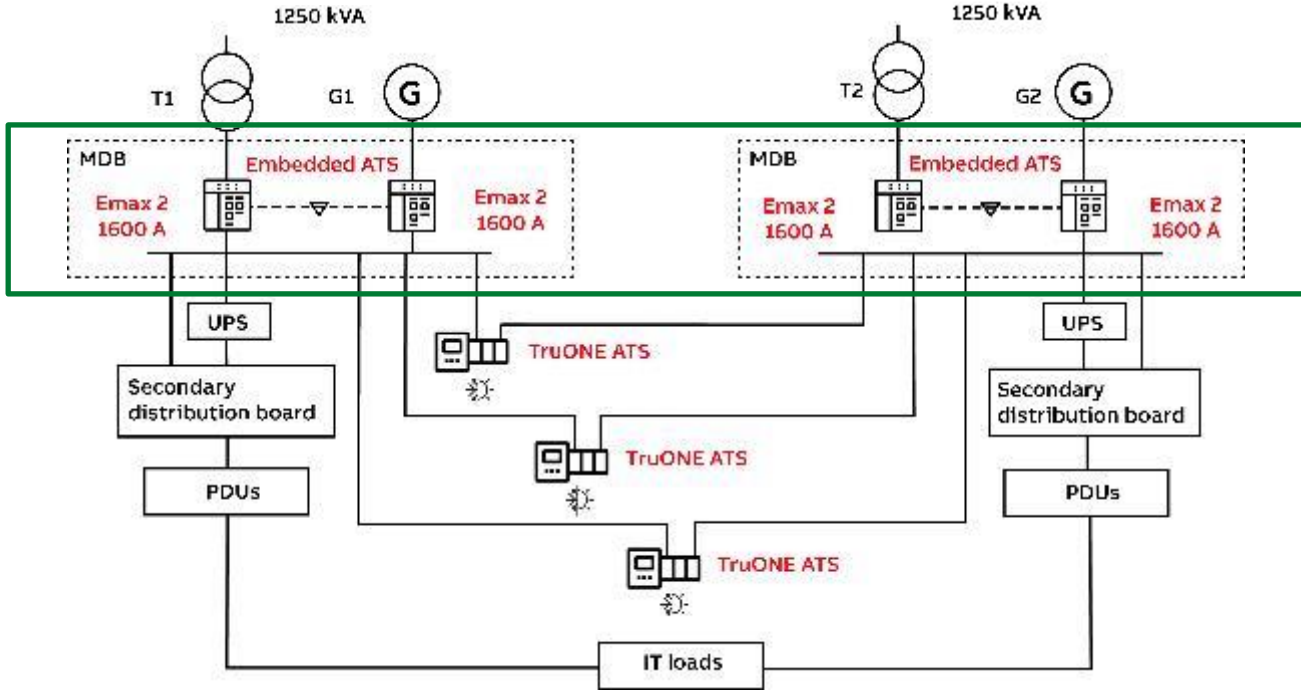 1250 kVA
1250 kVA
T1
G1
G
T2
G2
G
MDB
Embedded ATS
MDB
Embedded ATS
Emax 2
1600 A
Emax 2
1600 A
Emax 2
1600 A
Emax 2
1600 A
UPS
UPS
TruONE ATS
Secondary
distribution board
Secondary
distribution board
TruONE ATS
PDUs
PDUs
TruONE ATS
IT loads